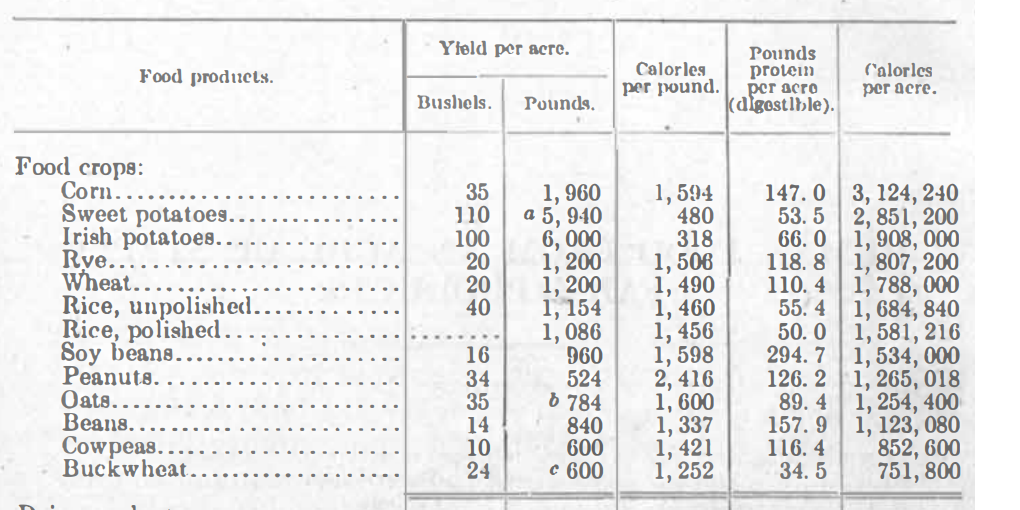 Food products. Yield per acre. Calories per pound. Pounds protein per acre (digestible). Calories per acre.
Bushels. Pounds.
Food crops:
Corn 35 1,960 1,594 147.0 3,124,240
Sweet potatoes 110 a 5,940 480 53.5 2,851,200
Irish potatoes 100 6,000 318 66.0 1,908,000
Rye 20 1,200 1,506 118.8 1,807,200
Wheat 20 1,200 1,490 110.4 1,788,000
Rice, unpolished 40 1,154 1,460 55.4 1,684,840
Rice, polished 1,086 1,456 50.0 1,581,216
Soy beans 16 960 1,598 294.7 1,534,000
Peanuts 34 524 2,416 126.2 1,265,018
Oats 35 b 784 1,600 89.4 1,254,400
Beans 14 840 1,337 157.9 1,123,080
Cowpeas 10 600 1,421 116.4 852,600
Buckwheat 24 c 600 1,252 34.5 751,800